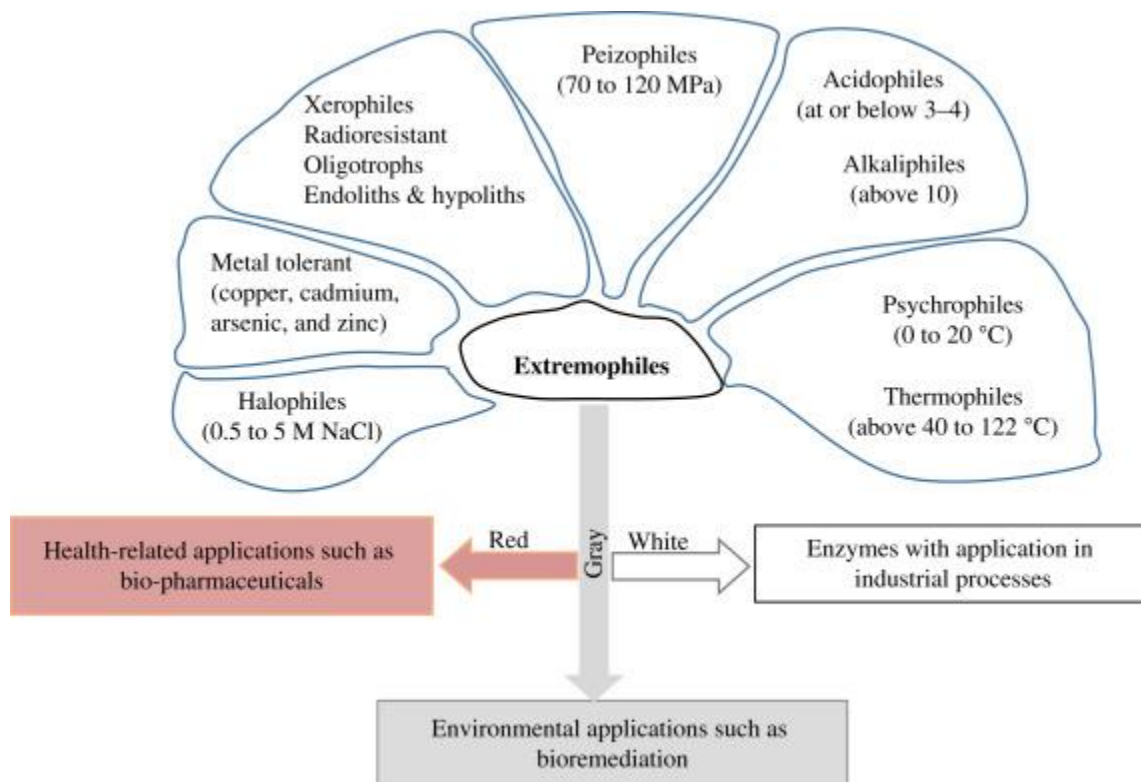 Peizophiles
(70 to 120 MPa)
Acidophiles
(at or below 3–4)
Alkaliphiles
(above 10)
Xerophiles
Radioresistant
Oligotrophs
Endoliths & hypoliths
Metal tolerant
(copper, cadmium,
arsenic, and zinc)
Psychrophiles
(0 to 20 °C)
Thermophiles
(above 40 to 122 °C)
Extremophiles
Halophiles
(0.5 to 5 M NaCl)
Health-related applications such as
bio-pharmaceuticals
Red
Gray
White
Enzymes with application in
industrial processes
Environmental applications such as
bioremediation